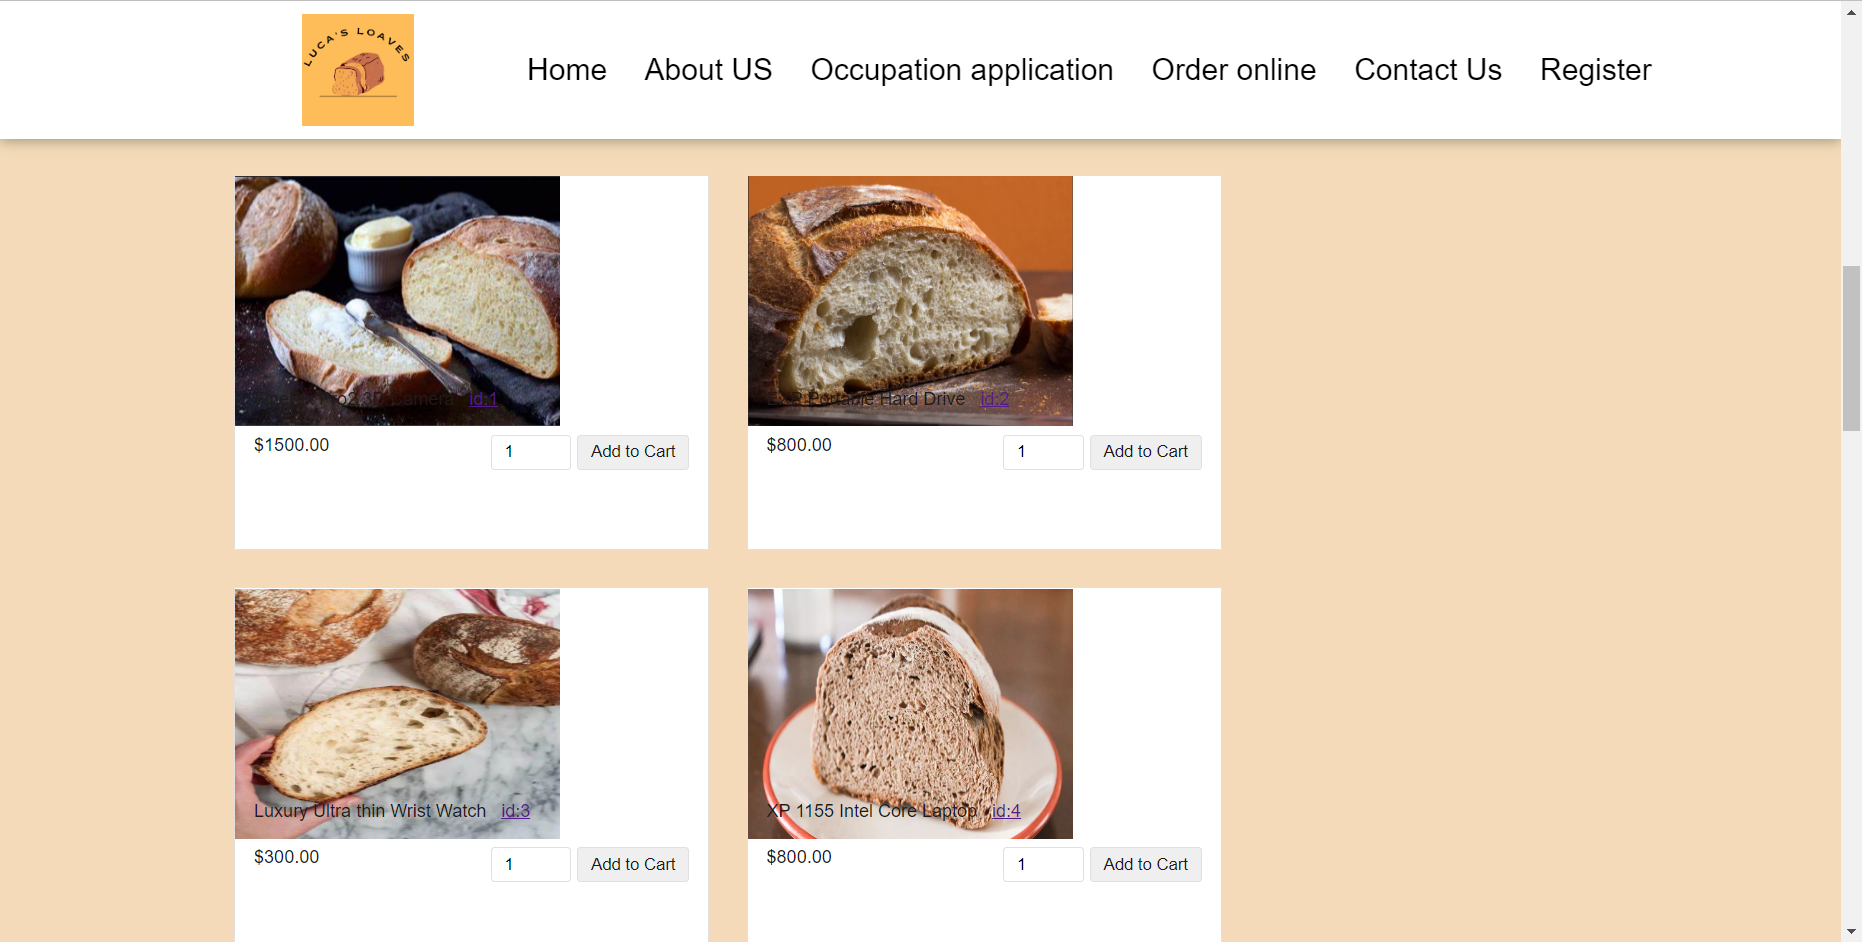 LUCA'S LOAVES
Home About US Occupation application Order online Contact Us Register
Camera id:1
Portable Hard Drive id:2
$1500.00 1 Add to Cart
$800.00 1 Add to Cart
Luxury Ultra thin Wrist Watch id:3
XP 1155 Intel Core Laptop id:4
$300.00 1 Add to Cart
$800.00 1 Add to Cart